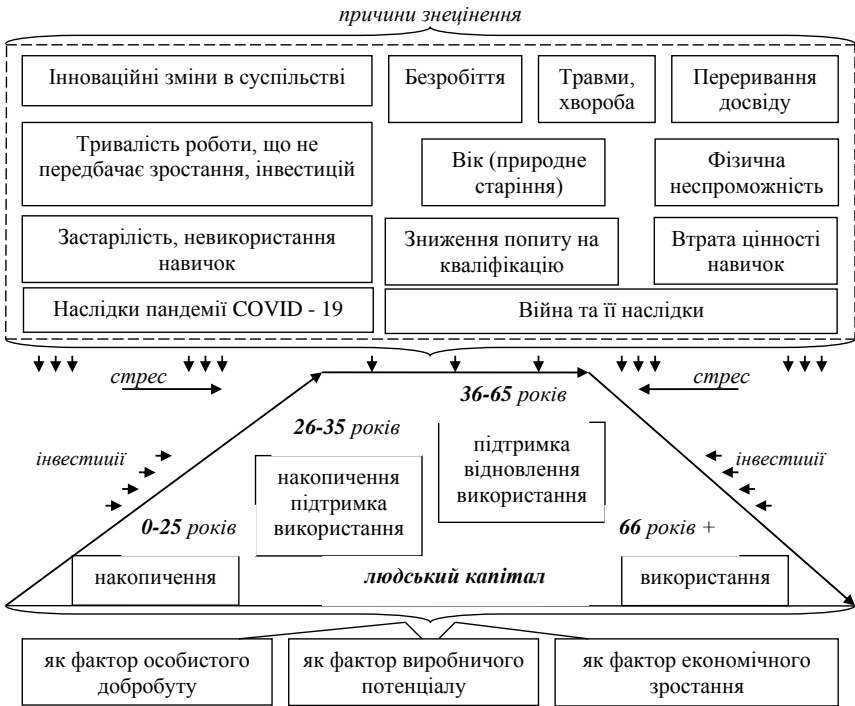 причини знецінення
Інноваційні зміни в суспільстві
Безробіття
Травми,
хвороба
Переривання
досвіду
Тривалість роботи, що не
передбачає зростання, інвестицій
Вік (природне
старіння)
Фізична
неспроможність
Застарілість, невикористання
навичок
Зниження попиту на
кваліфікацію
Втрата цінності
навичок
Наслідки пандемії COVID - 19
Війна та її наслідки
стрес
стрес
36-65 років
26-35 років
підтримка
відновлення
використання
інвестиції
інвестиції
накопичення
підтримка
використання
0-25 років
66 років +
накопичення
людський капітал
використання
як фактор особистого
добробуту
як фактор виробничого
потенціалу
як фактор економічного
зростання